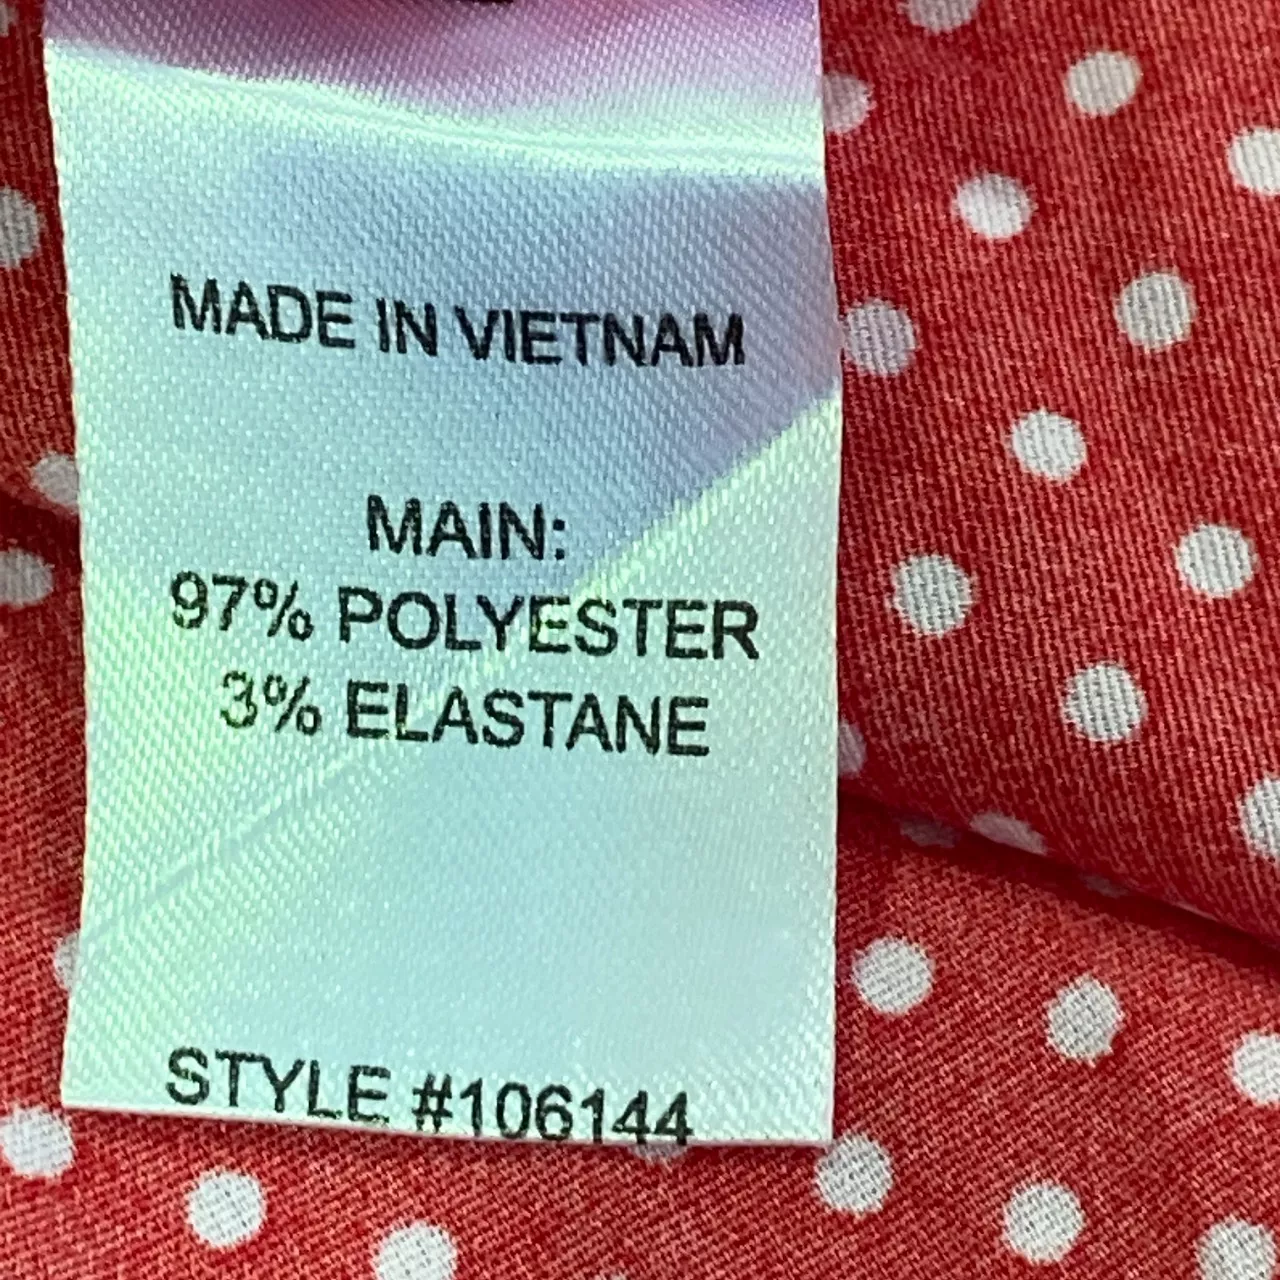 MADE IN VIETNAM
MAIN:
97% POLYESTER
3% ELASTANE
STYLE #106144